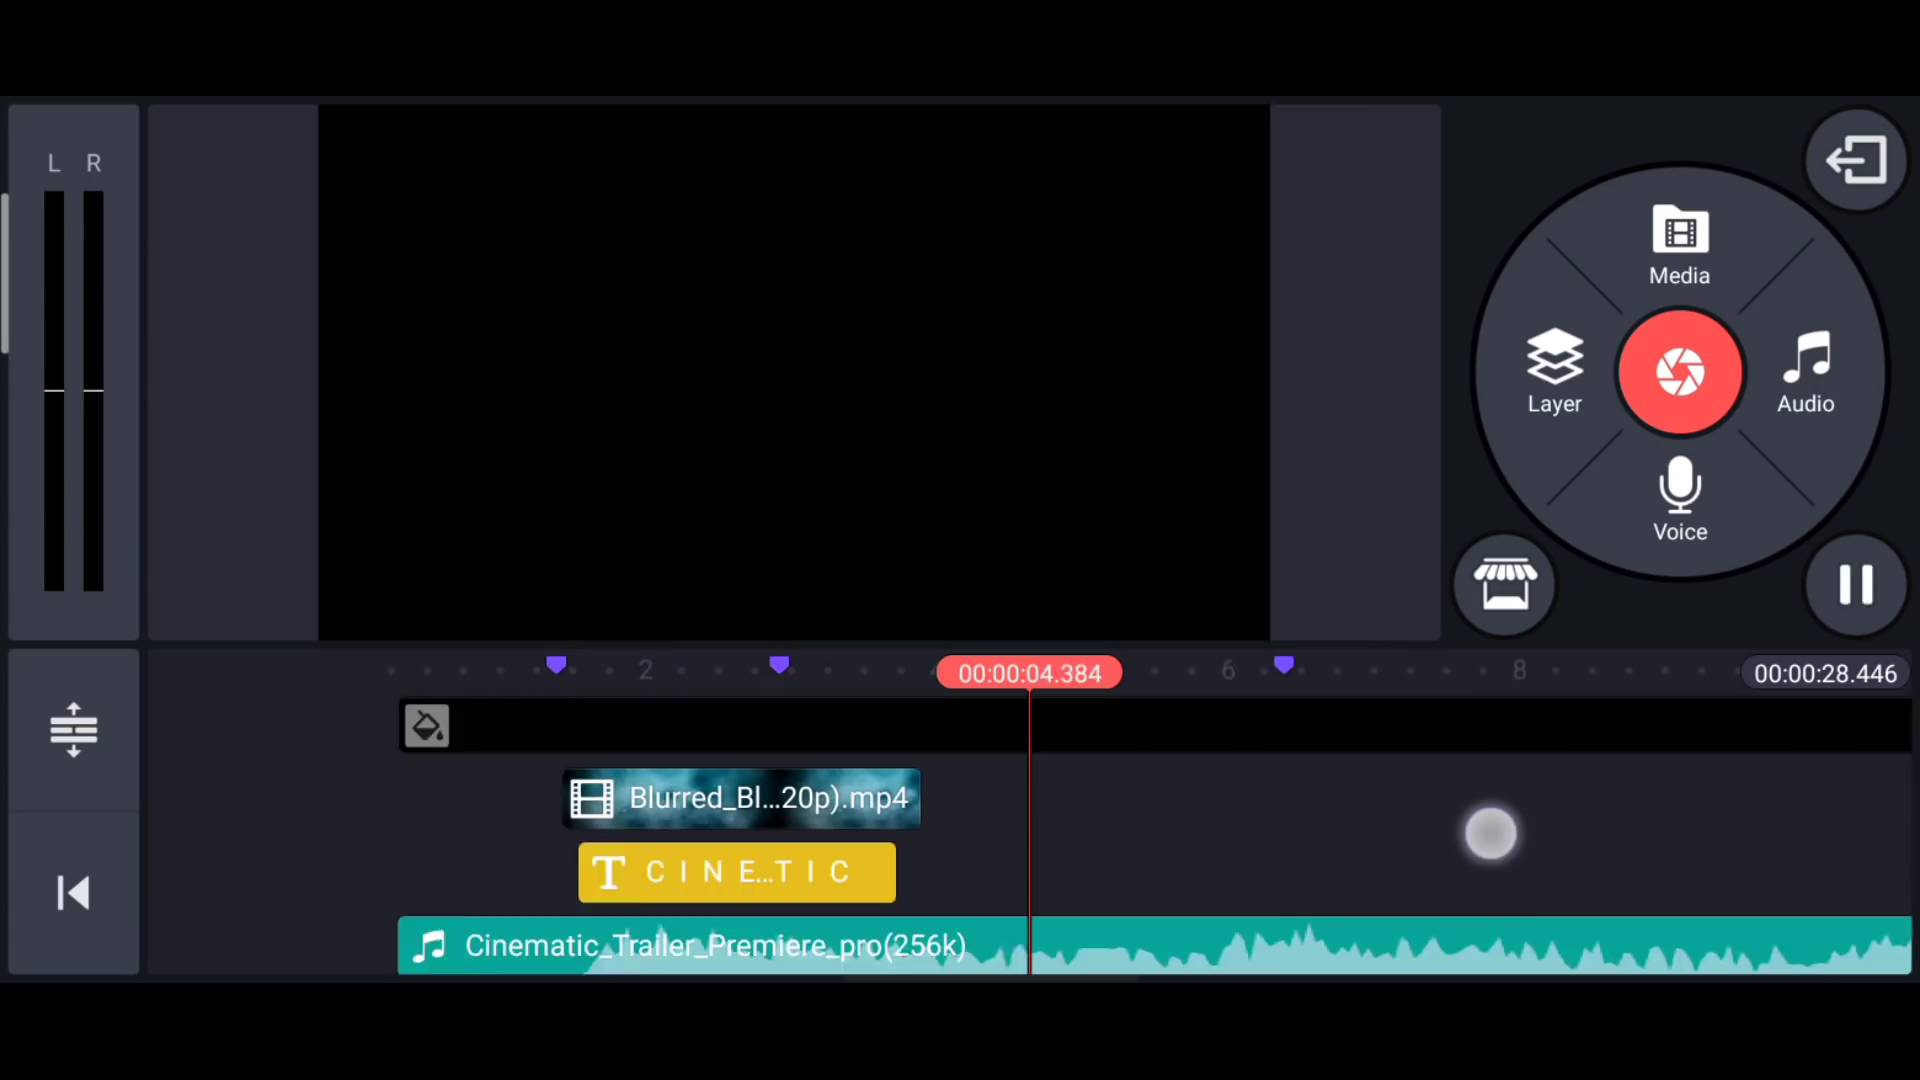 L R
Media
Layer
Audio
Voice
2
00:00:04.384
6
8
00:00:28.446
Blurred_Bl...20p).mp4
T C I N E...T I C
Cinematic_Trailer_Premiere_pro(256k)